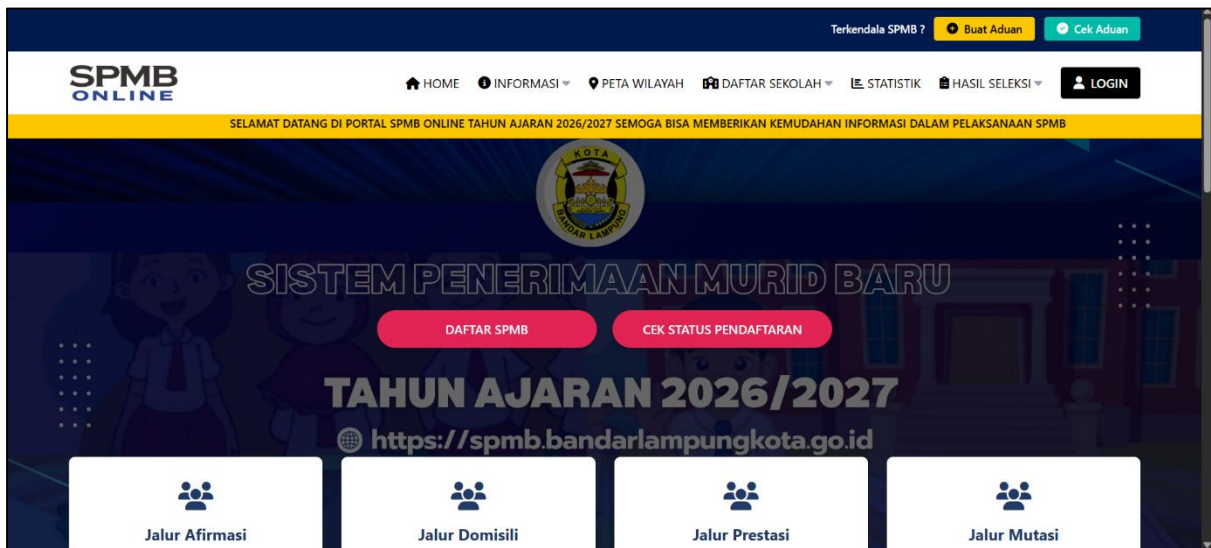 Terkendala SPMB ? Buat Aduan Cek Aduan
SPMB
ONLINE
HOME INFORMASI PETA WILAYAH DAFTAR SEKOLAH STATISTIK HASIL SELEKSI LOGIN
SELAMAT DATANG DI PORTAL SPMB ONLINE TAHUN AJARAN 2026/2027 SEMOGA BISA MEMBERIKAN KEMUDAHAN INFORMASI DALAM PELAKSANAAN SPMB
KOTA
BANDAR LAMPUNG
SISTEM PENERIMAAN MURID BARU
DAFTAR SPMB CEK STATUS PENDAFTARAN
TAHUN AJARAN 2026/2027
https://spmb.bandarlampungkota.go.id
Jalur Afirmasi Jalur Domisili Jalur Prestasi Jalur Mutasi